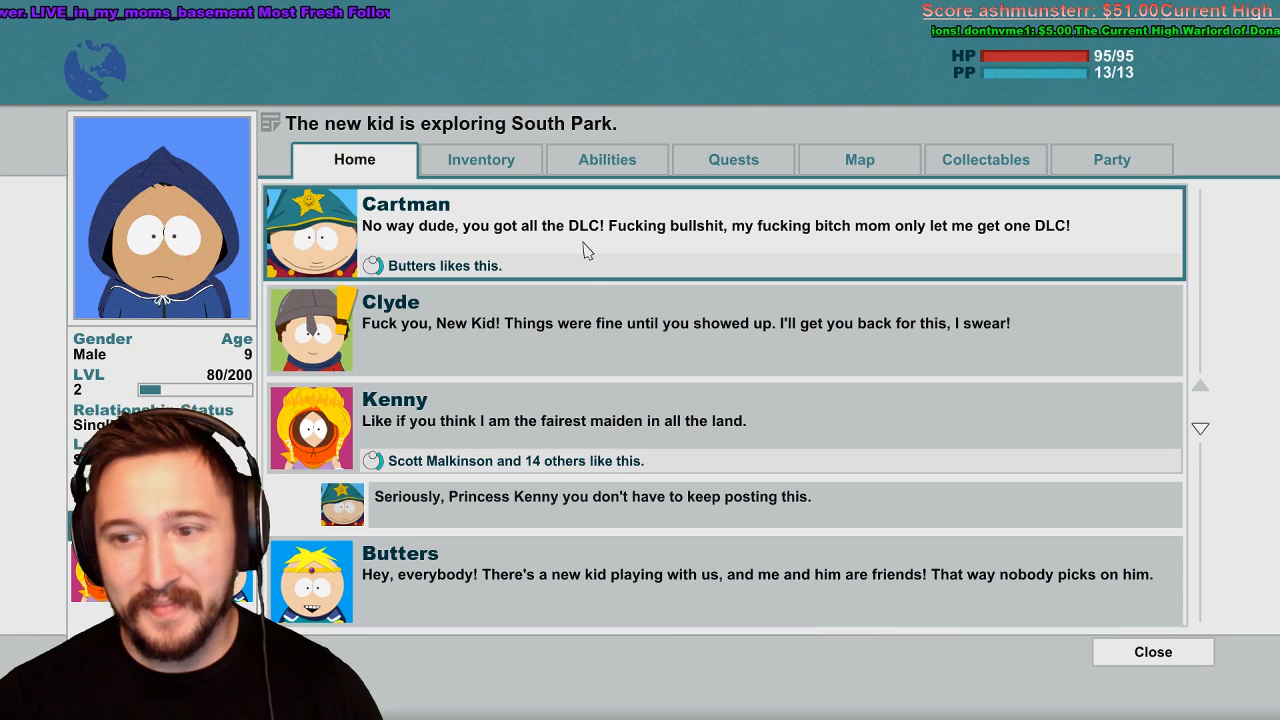 wer. LIVE_in_my_moms_basement Most Fresh Follow
Score ashmunsterr: $51.00Current High
ions! dontnvme1: $5.00 The Current High Warlord of Dona
HP 95/95
PP 13/13
The new kid is exploring South Park.
Home Inventory Abilities Quests Map Collectables Party
Cartman
No way dude, you got all the DLC! Fucking bullshit, my fucking bitch mom only let me get one DLC!
Butters likes this.
Clyde
Fuck you, New Kid! Things were fine until you showed up. I'll get you back for this, I swear!
Kenny
Like if you think I am the fairest maiden in all the land.
Scott Malkinson and 14 others like this.
Seriously, Princess Kenny you don't have to keep posting this.
Butters
Hey, everybody! There's a new kid playing with us, and me and him are friends! That way nobody picks on him.
Gender Age
Male 9
LVL 80/200
2
Relationship Status
Close